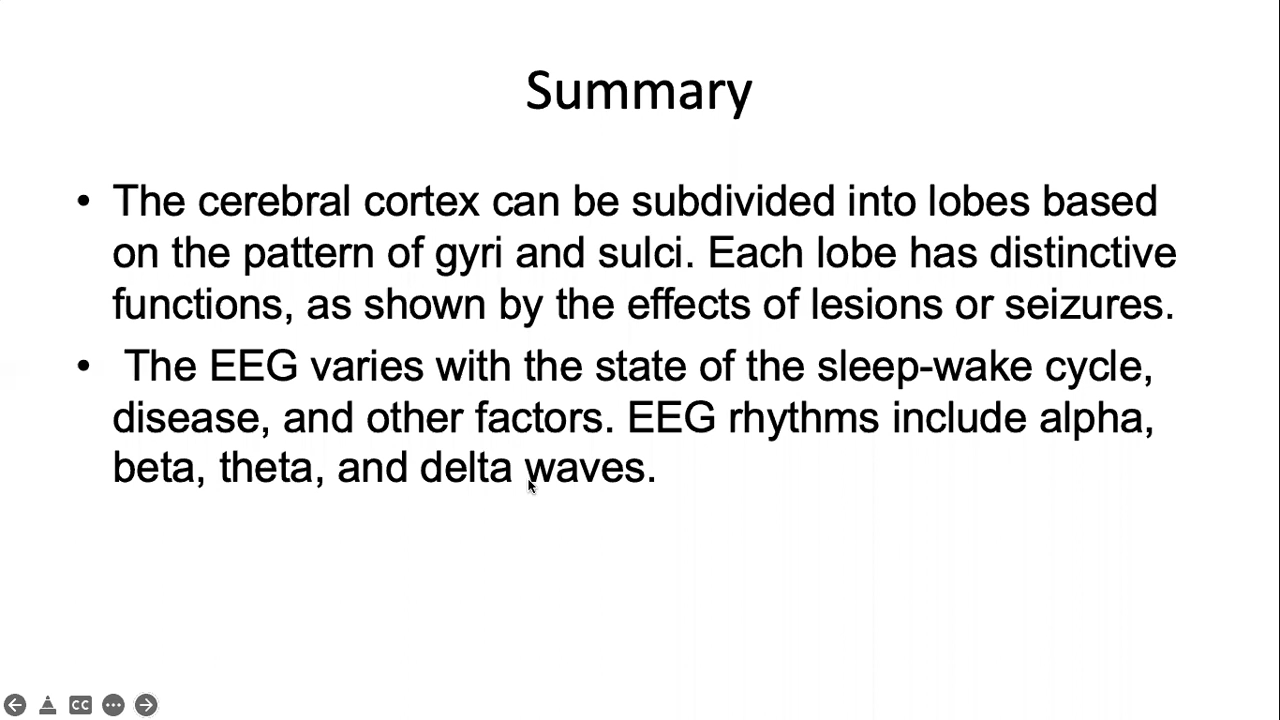 Summary
• The cerebral cortex can be subdivided into lobes based
on the pattern of gyri and sulci. Each lobe has distinctive
functions, as shown by the effects of lesions or seizures.
• The EEG varies with the state of the sleep-wake cycle,
disease, and other factors. EEG rhythms include alpha,
beta, theta, and delta waves.
CC